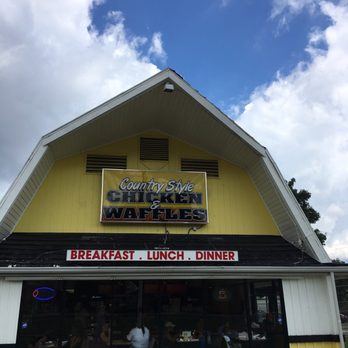 Country Style
CHICKEN
&
WAFFLES
BREAKFAST . LUNCH . DINNER